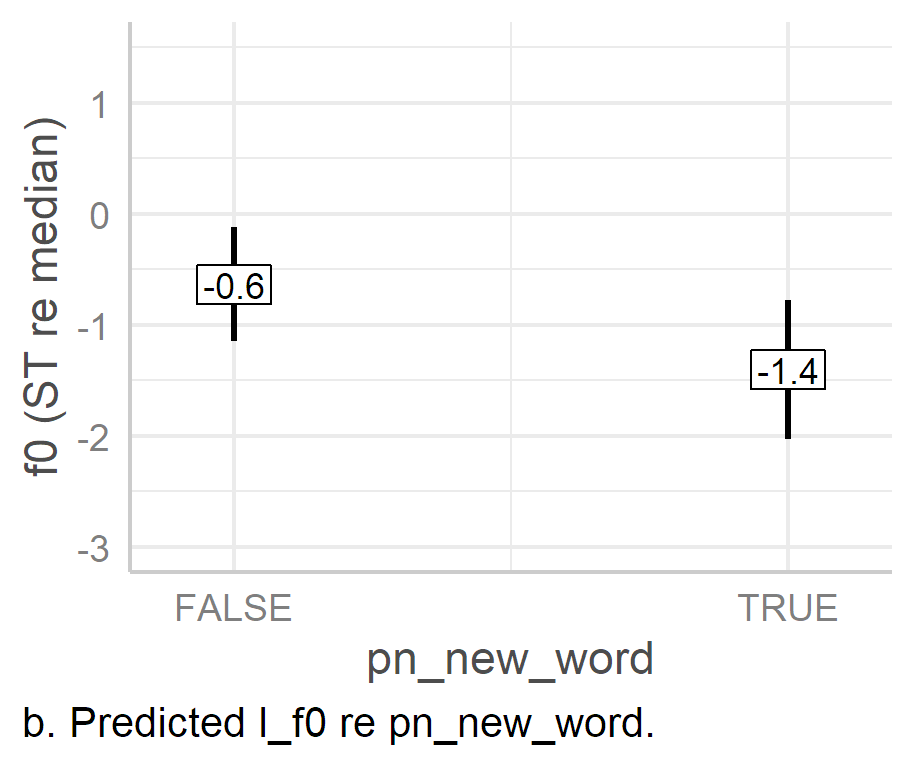 f0 (ST re median)
1
0
-1
-2
-3
-0.6
-1.4
FALSE
TRUE
pn_new_word
b. Predicted l_f0 re pn_new_word.